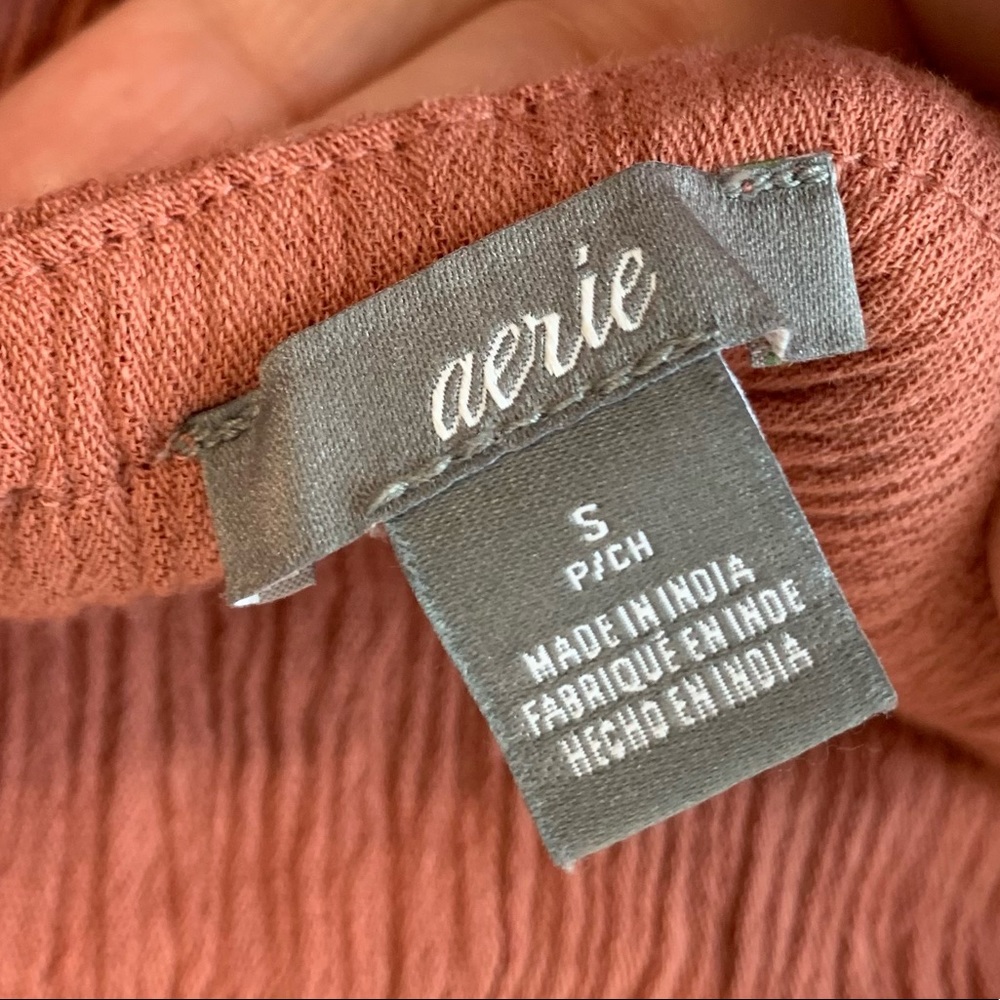 aerie
S
P/CH
MADE IN INDIA
FABRIQUÉ EN INDE
HECHO EN INDIA